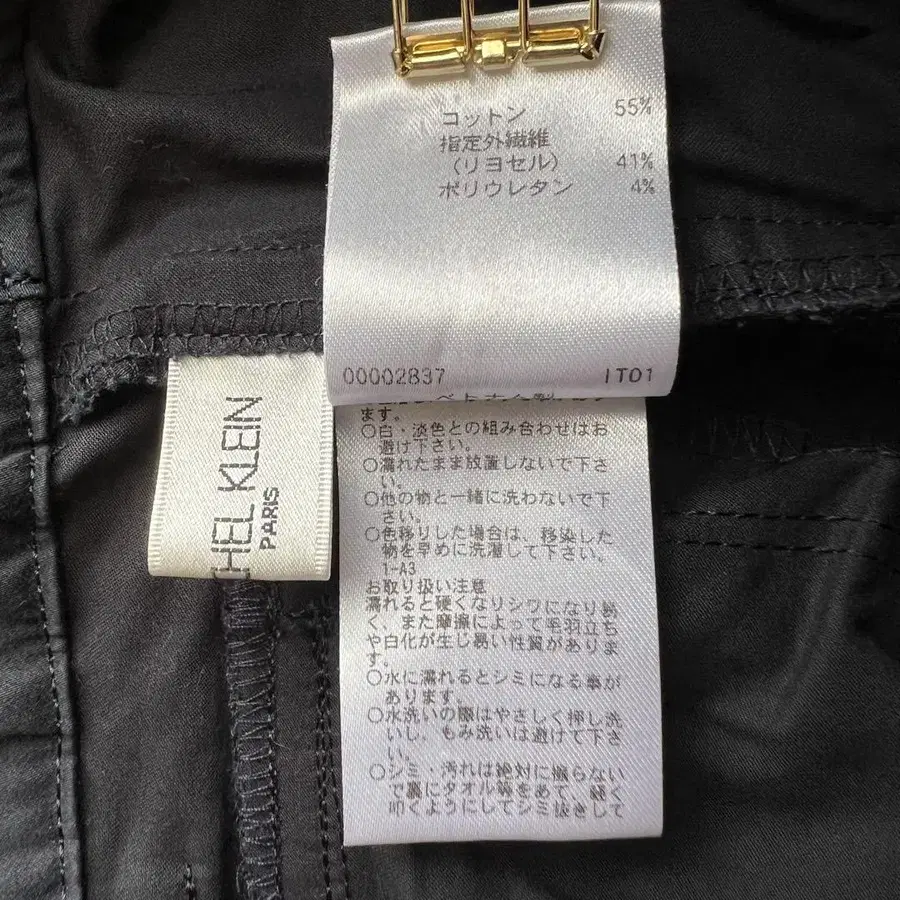 コットン 55%
指定外繊維
(リヨセル) 41%
ポリウレタン 4%
00002837 IT01
CHEL KLEIN
PARIS
ます。
○白・淡色との組み合わせはお
避け下さい。
○濡れたまま放置しないで下さ
い。
○他の物と一緒に洗わないで下
さい。
○色移りした場合は、移染した
物を早めに洗濯して下さい。
1-A3
お取り扱い注意
濡れると硬くなりシワになり易
く、また摩擦によって毛羽立ち
や白化が生じ易い性質がありま
す。
○水に濡れるとシミになる事が
あります。
○水洗いの際はやさしく押し洗
いし、もみ洗いは避けて下さ
い。
○シミ・汚れは絶対に擦らない
で裏にタオル等をあて、軽く
叩くようにしてシミ抜きして